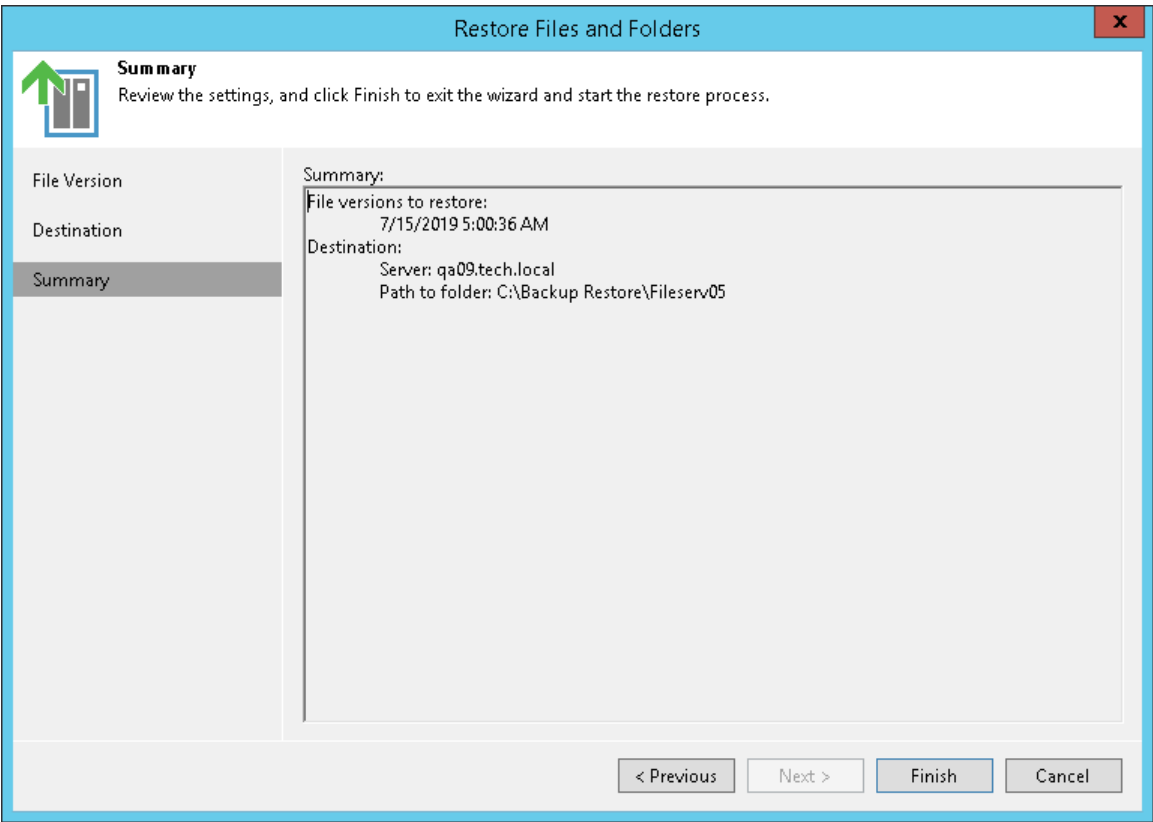 Restore Files and Folders
x
Summary
Review the settings, and click Finish to exit the wizard and start the restore process.
File Version
Destination
Summary
Summary:
File versions to restore:
7/15/2019 5:00:36 AM
Destination:
Server: qa09.tech.local
Path to folder: C:\Backup Restore\Fileserv05
< Previous
Next >
Finish
Cancel